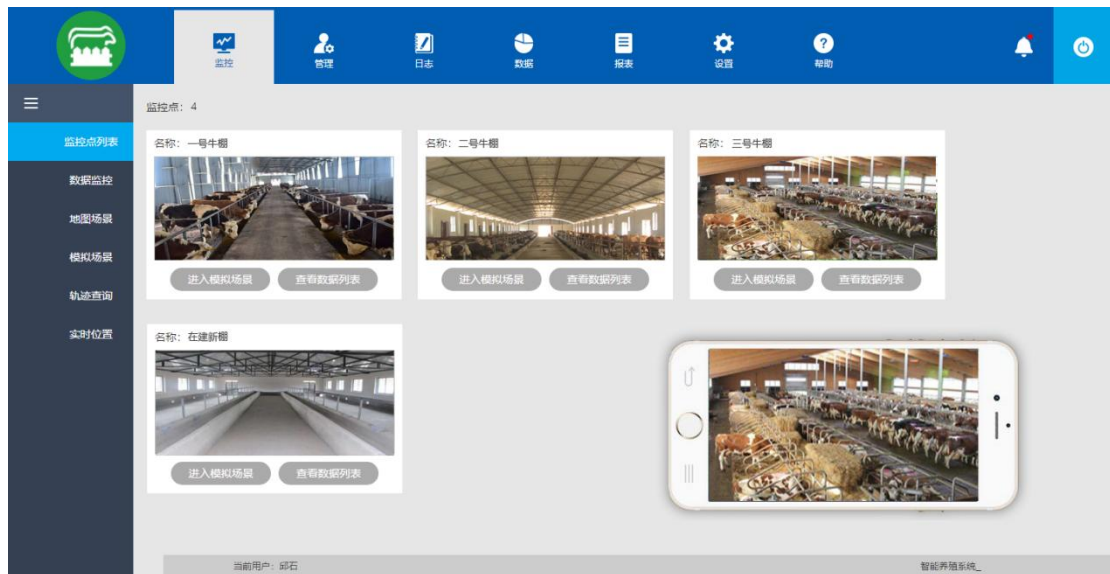 监控
管理
日志
数据
报表
设置
帮助
监控点：4
监控点列表
数据监控
地图场景
模拟场景
轨迹查询
实时位置
名称：一号牛棚
进入模拟场景 查看数据列表
名称：二号牛棚
进入模拟场景 查看数据列表
名称：三号牛棚
进入模拟场景 查看数据列表
名称：在建新棚
进入模拟场景 查看数据列表
当前用户：邱石
智能养殖系统_